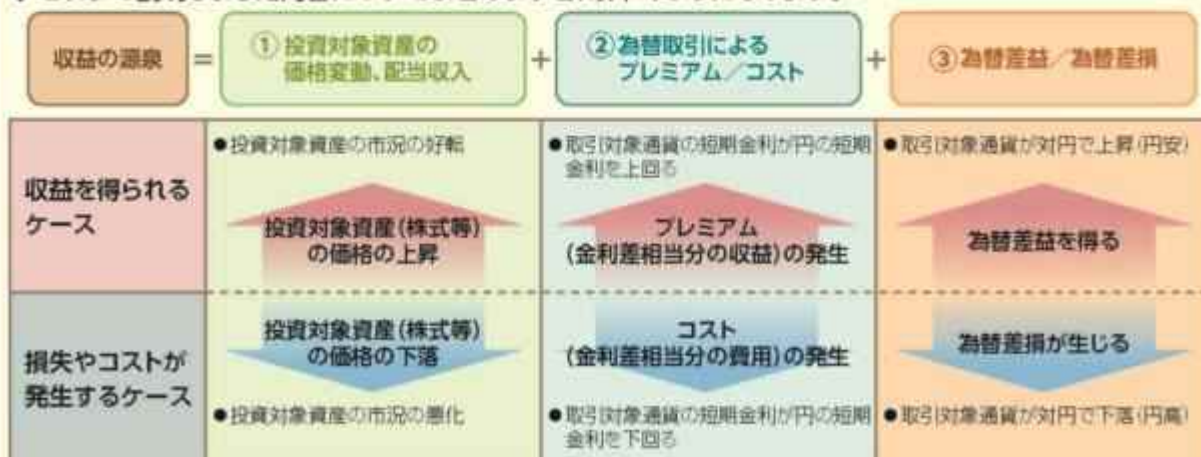 収益の源泉
=
①投資対象資産の
価格変動、配当収入
+
②為替取引による
プレミアム/コスト
+
③為替差益/為替差損
収益を得られる
ケース
●投資対象資産の市況の好転
投資対象資産(株式等)
の価格の上昇
●取引対象通貨の短期金利が円の短期
金利を上回る
プレミアム
(金利差相当分の収益)の発生
●取引対象通貨が対円で上昇(円安)
為替差益を得る
損失やコストが
発生するケース
投資対象資産(株式等)
の価格の下落
●投資対象資産の市況の悪化
コスト
(金利差相当分の費用)の発生
●取引対象通貨の短期金利が円の短期
金利を下回る
為替差損が生じる
●取引対象通貨が対円で下落(円高)